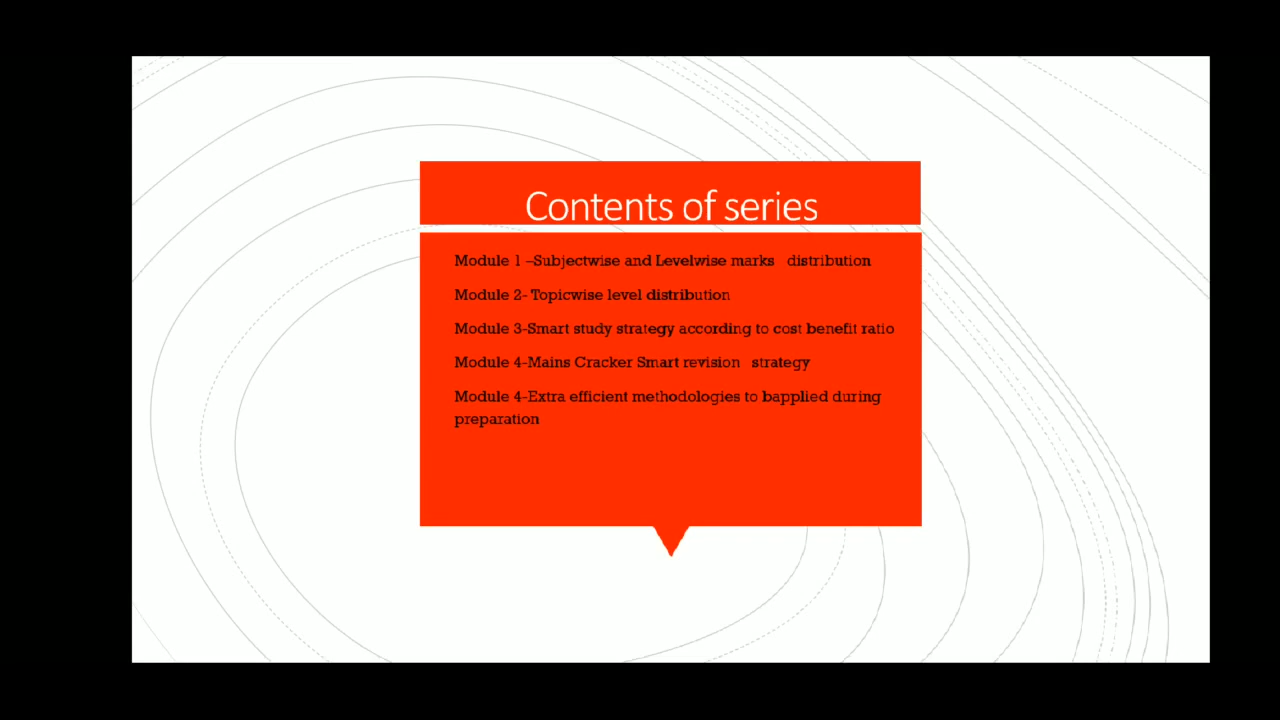 Contents of series
Module 1 –Subjectwise and Levelwise marks distribution
Module 2- Topicwise level distribution
Module 3-Smart study strategy according to cost benefit ratio
Module 4-Mains Cracker Smart revision strategy
Module 4-Extra efficient methodologies to bapplied during
preparation